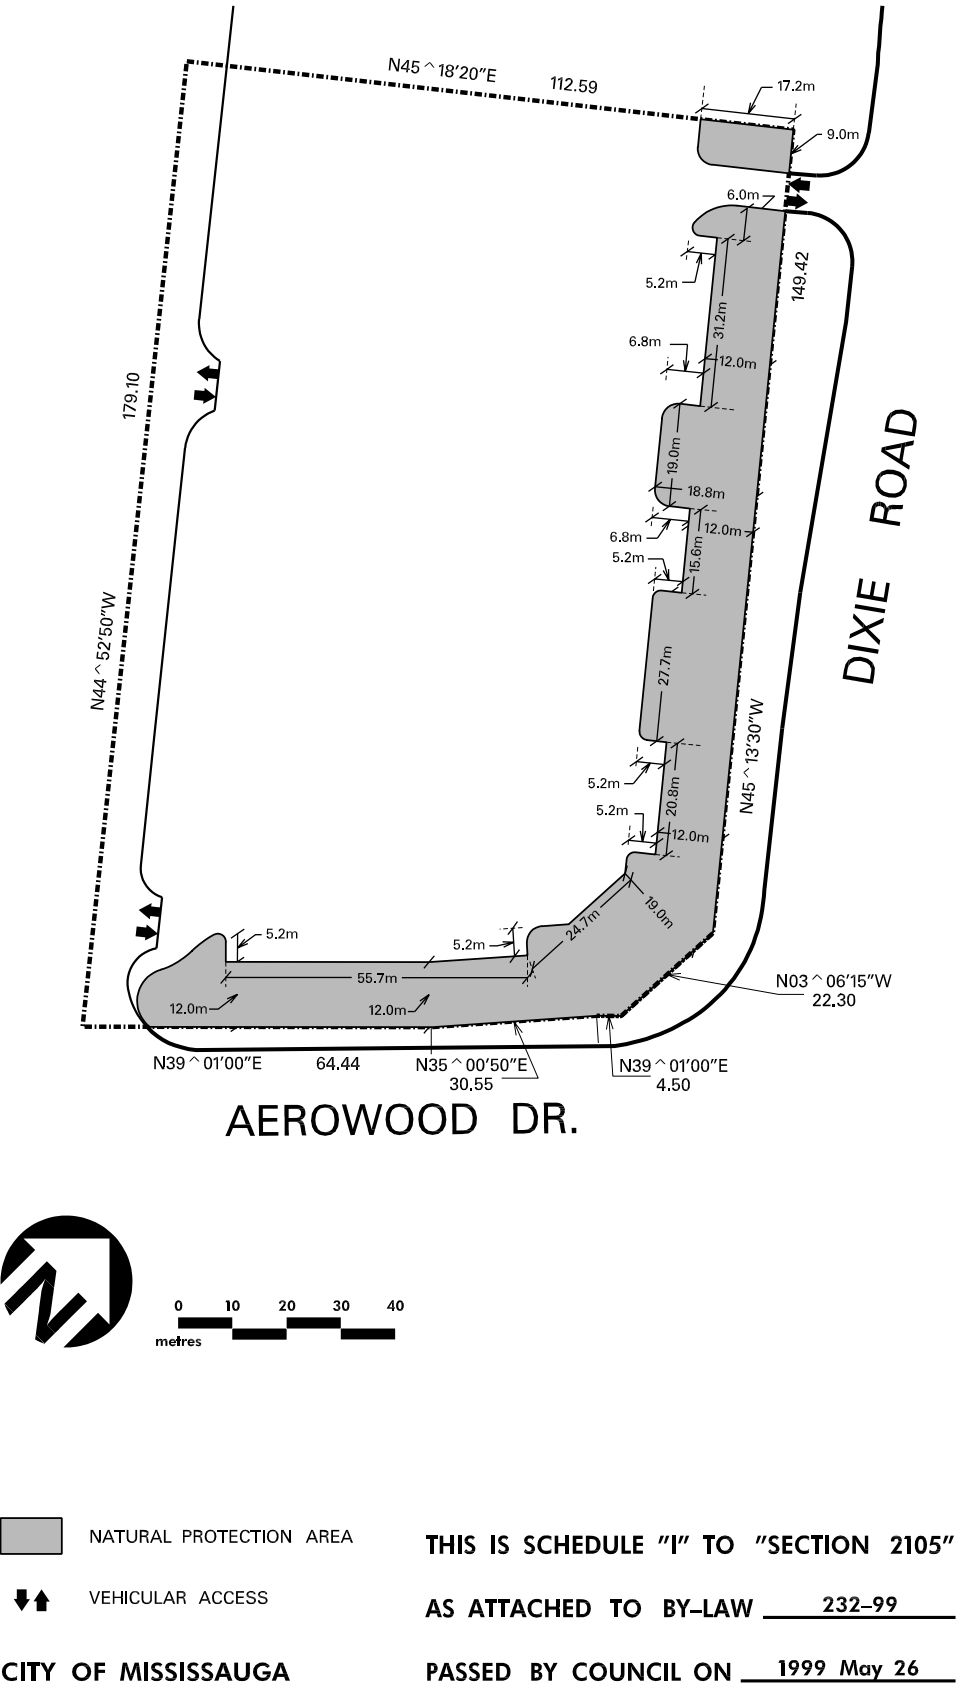 N45^18'20"E 112.59
17.2m
9.0m
6.0m
149.42
5.2m
31.2m
6.8m
12.0m
179.10
19.0m
18.8m
6.8m
12.0m
15.6m
5.2m
DIXIE ROAD
N44^52'50"W
27.7m
N45^13'30"W
5.2m
20.8m
5.2m
12.0m
19.0m
24.7m
5.2m
5.2m
55.7m
12.0m
12.0m
N03^06'15"W
22.30
N39^01'00"E 64.44
N35^00'50"E
30.55
N39^01'00"E
4.50
AEROWOOD DR.
N
0 10 20 30 40
metres
NATURAL PROTECTION AREA
VEHICULAR ACCESS
CITY OF MISSISSAUGA
THIS IS SCHEDULE "I" TO "SECTION 2105"
AS ATTACHED TO BY-LAW 232-99
PASSED BY COUNCIL ON 1999 May 26